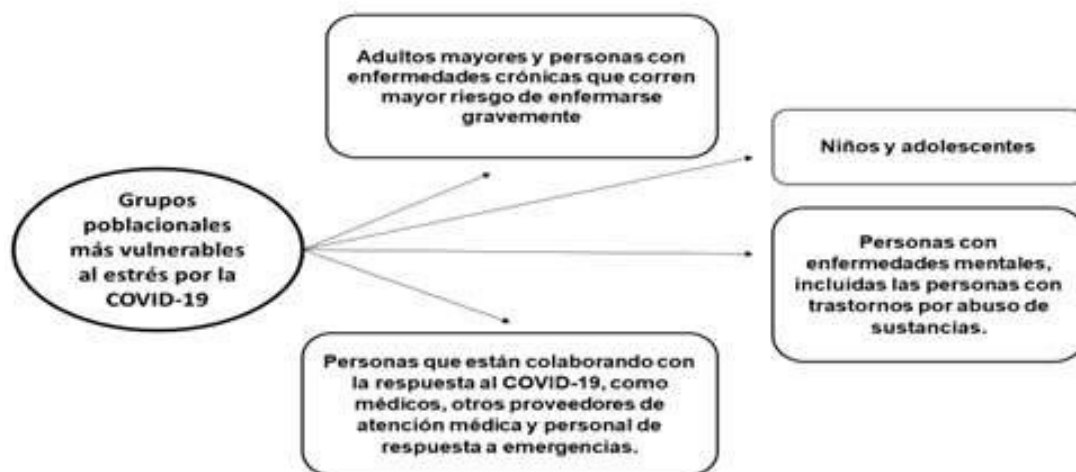 Adultos mayores y personas con
enfermedades crónicas que corren
mayor riesgo de enfermarse
gravemente
Niños y adolescentes
Grupos
poblacionales
más vulnerables
al estrés por la
COVID-19
Personas con
enfermedades mentales,
incluidas las personas con
trastornos por abuso de
sustancias.
Personas que están colaborando con
la respuesta al COVID-19, como
médicos, otros proveedores de
atención médica y personal de
respuesta a emergencias.